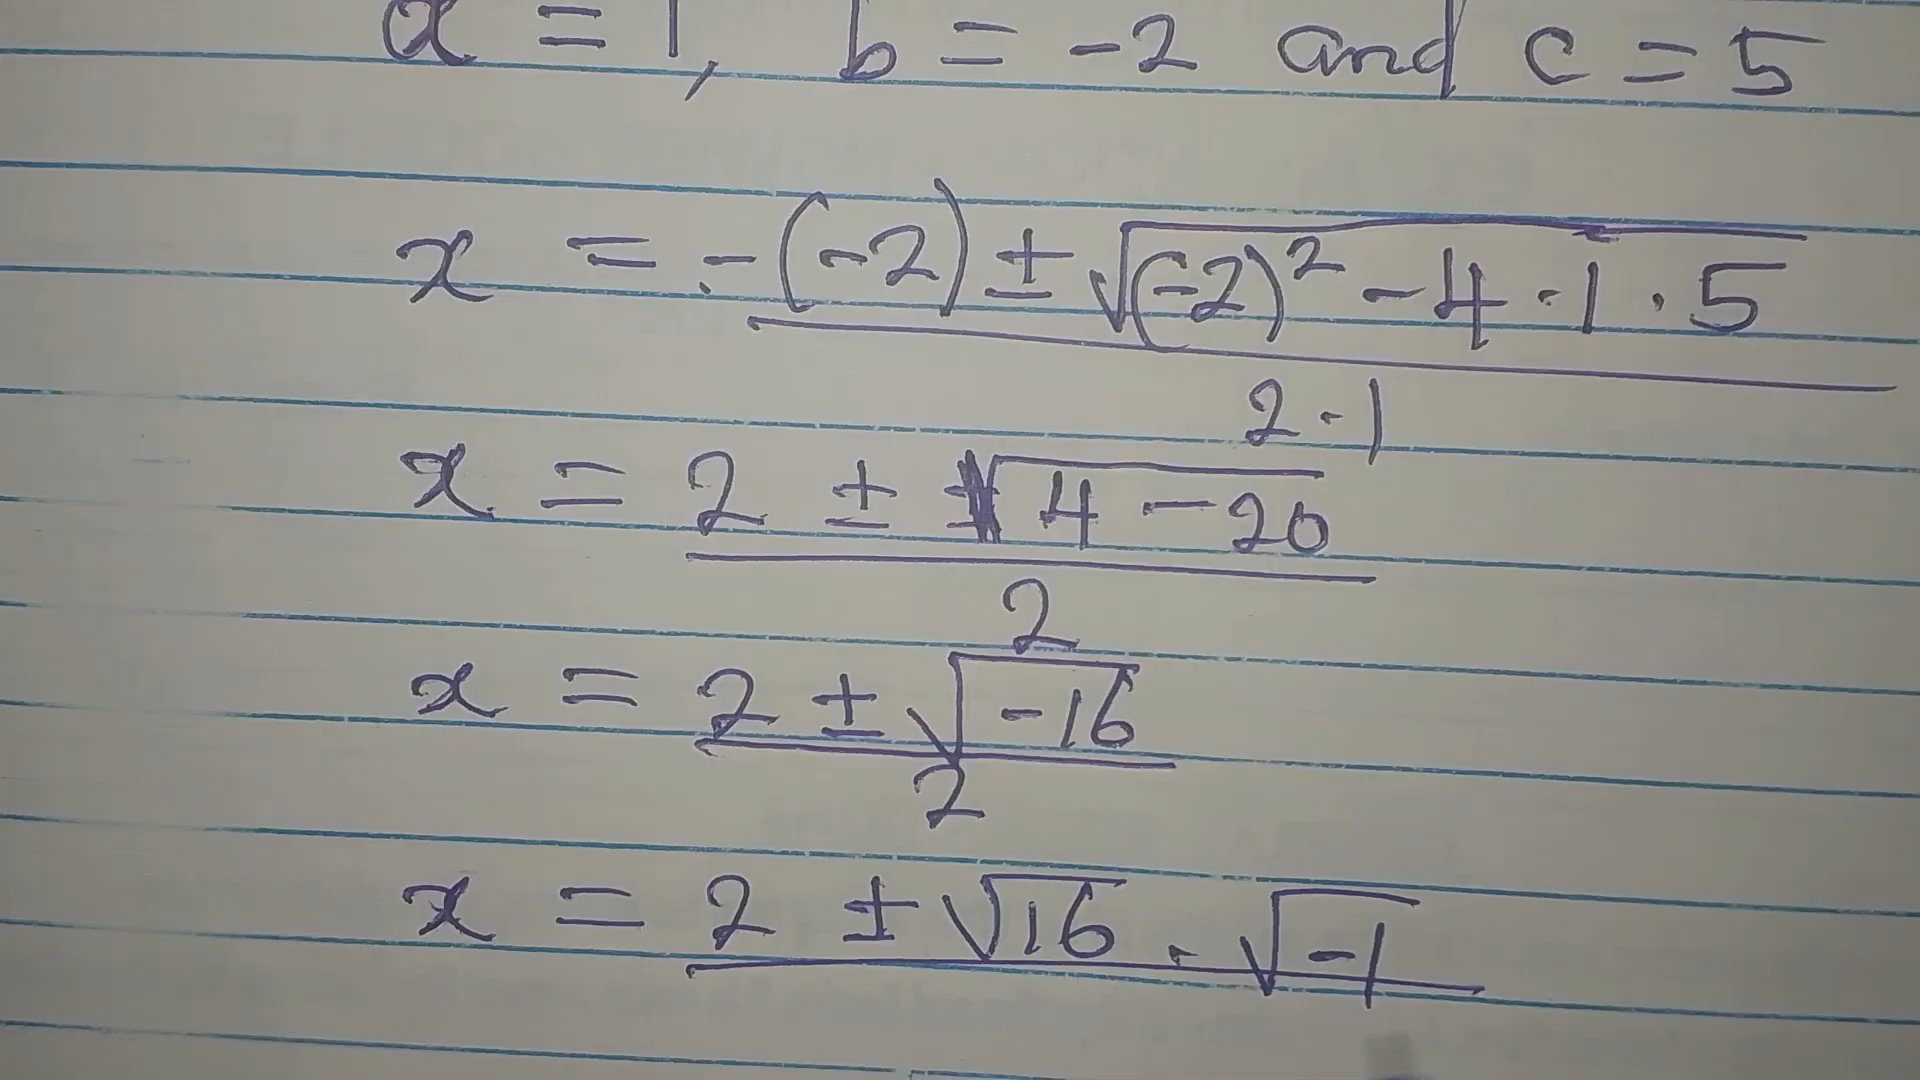 a = 1, b = -2 and c = 5
x = -(-2) ± √(-2)² - 4 · 1 · 5
2 · 1
x = 2 ± √4 - 20
2
x = 2 ± √-16
2
x = 2 ± √16 . √-1